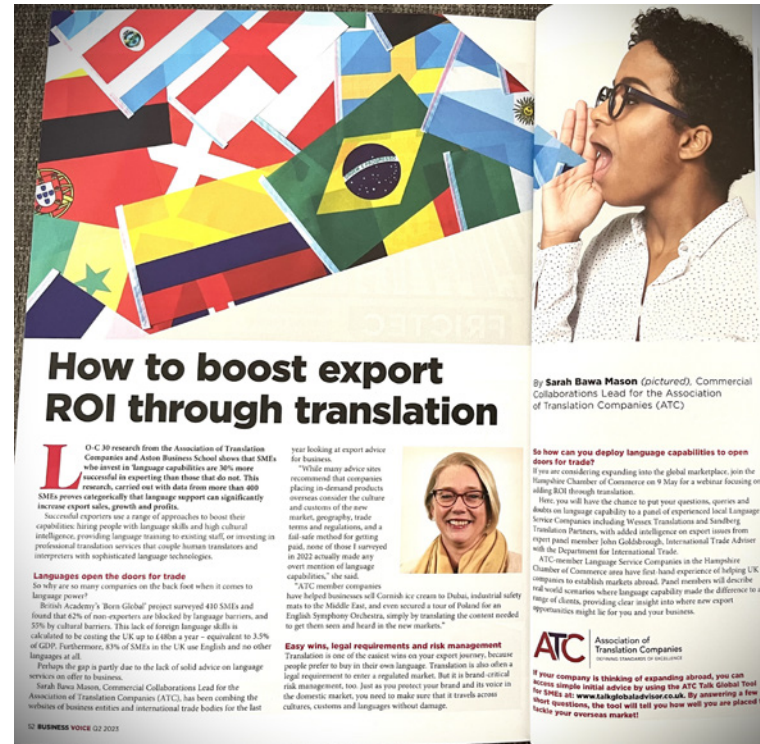 How to boost export
ROI through translation
By Sarah Bawa Mason (pictured), Commercial
Collaborations Lead for the Association
of Translation Companies (ATC)
LO-C 30 research from the Association of Translation
Companies and Aston Business School shows that SMEs
who invest in 'language capabilities are 30% more
successful in exporting than those that do not. This
research, carried out with data from more than 400
SMEs proves categorically that language support can significantly
increase export sales, growth and profits.
Successful exporters use a range of approaches to boost their
capabilities: hiring people with language skills and high cultural
intelligence, providing language training to existing staff, or investing in
professional translation services that couple human translators and
interpreters with sophisticated language technologies.
Languages open the doors for trade
So why are so many companies on the back foot when it comes to
language power?
British Academy's 'Born Global' project surveyed 410 SMEs and
found that 62% of non-exporters are blocked by language barriers, and
55% by cultural barriers. This lack of foreign language skills is
calculated to be costing the UK up to £48bn a year – equivalent to 3.5%
of GDP. Furthermore, 83% of SMEs in the UK use English and no other
languages at all.
Perhaps the gap is partly due to the lack of solid advice on language
services on offer to business.
Sarah Bawa Mason, Commercial Collaborations Lead for the
Association of Translation Companies (ATC), has been combing the
websites of business entities and international trade bodies for the last
year looking at export advice
for business.
"While many advice sites
recommend that companies
placing in-demand products
overseas consider the culture
and customs of the new
market, geography, trade
terms and regulations, and a
fail-safe method for getting
paid, none of those I surveyed
in 2022 actually made any
overt mention of language
capabilities," she said.
"ATC member companies
have helped businesses sell Cornish ice cream to Dubai, industrial safety
mats to the Middle East, and even secured a tour of Poland for an
English Symphony Orchestra, simply by translating the content needed
to get them seen and heard in the new markets."
Easy wins, legal requirements and risk management
Translation is one of the easiest wins on your export journey, because
people prefer to buy in their own language. Translation is also often a
legal requirement to enter a regulated market. But it is brand-critical
risk management, too. Just as you protect your brand and its voice in
the domestic market, you need to make sure that it travels across
cultures, customs and languages without damage.
So how can you deploy language capabilities to open
doors for trade?
If you are considering expanding into the global marketplace, join the
Hampshire Chamber of Commerce on 9 May for a webinar focusing on
adding ROI through translation.
Here, you will have the chance to put your questions, queries and
doubts on language capability to a panel of experienced local Language
Service Companies including Wessex Translations and Sandberg
Translation Partners, with added intelligence on export issues from
expert panel member John Goldsbrough, International Trade Adviser
with the Department for International Trade.
ATC-member Language Service Companies in the Hampshire
Chamber of Commerce area have first-hand experience of helping UK
companies to establish markets abroad. Panel members will describe
real world scenarios where language capability made the difference to a
range of clients, providing clear insight into where new export
opportunities might lie for you and your business.
ATC
Association of
Translation Companies
DEFINING STANDARDS OF EXCELLENCE
If your company is thinking of expanding abroad, you can
access simple initial advice by using the ATC Talk Global Tool
for SMEs at: www.talkglobaladvisor.co.uk. By answering a few
short questions, the tool will tell you how well you are placed to
tackle your overseas market!
52 BUSINESS VOICE Q2 2023